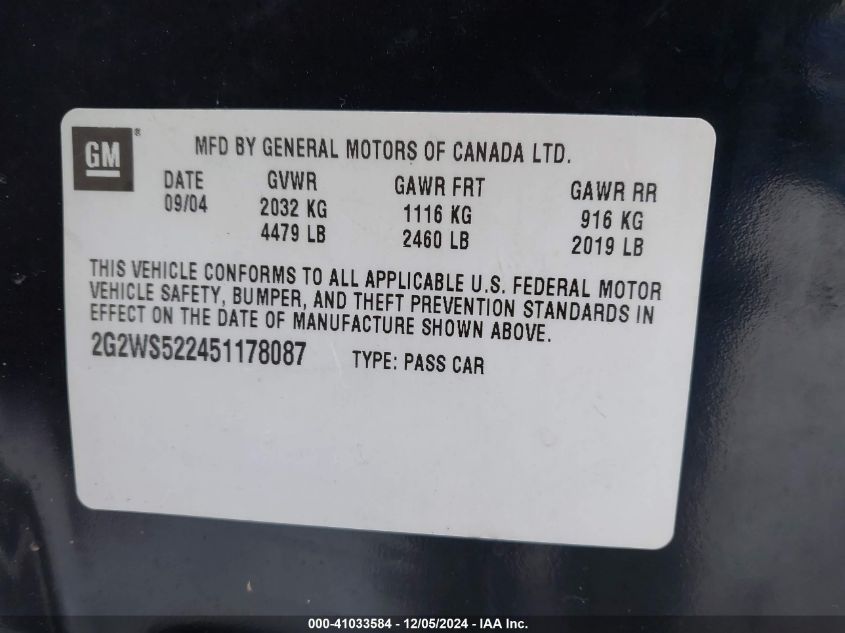 GM ®
MFD BY GENERAL MOTORS OF CANADA LTD.
DATE GVWR GAWR FRT GAWR RR
09/04 2032 KG 1116 KG 916 KG
4479 LB 2460 LB 2019 LB
THIS VEHICLE CONFORMS TO ALL APPLICABLE U.S. FEDERAL MOTOR
VEHICLE SAFETY, BUMPER, AND THEFT PREVENTION STANDARDS IN
EFFECT ON THE DATE OF MANUFACTURE SHOWN ABOVE.
2G2WS522451178087 TYPE: PASS CAR
000-41033584 - 12/05/2024 - IAA Inc.